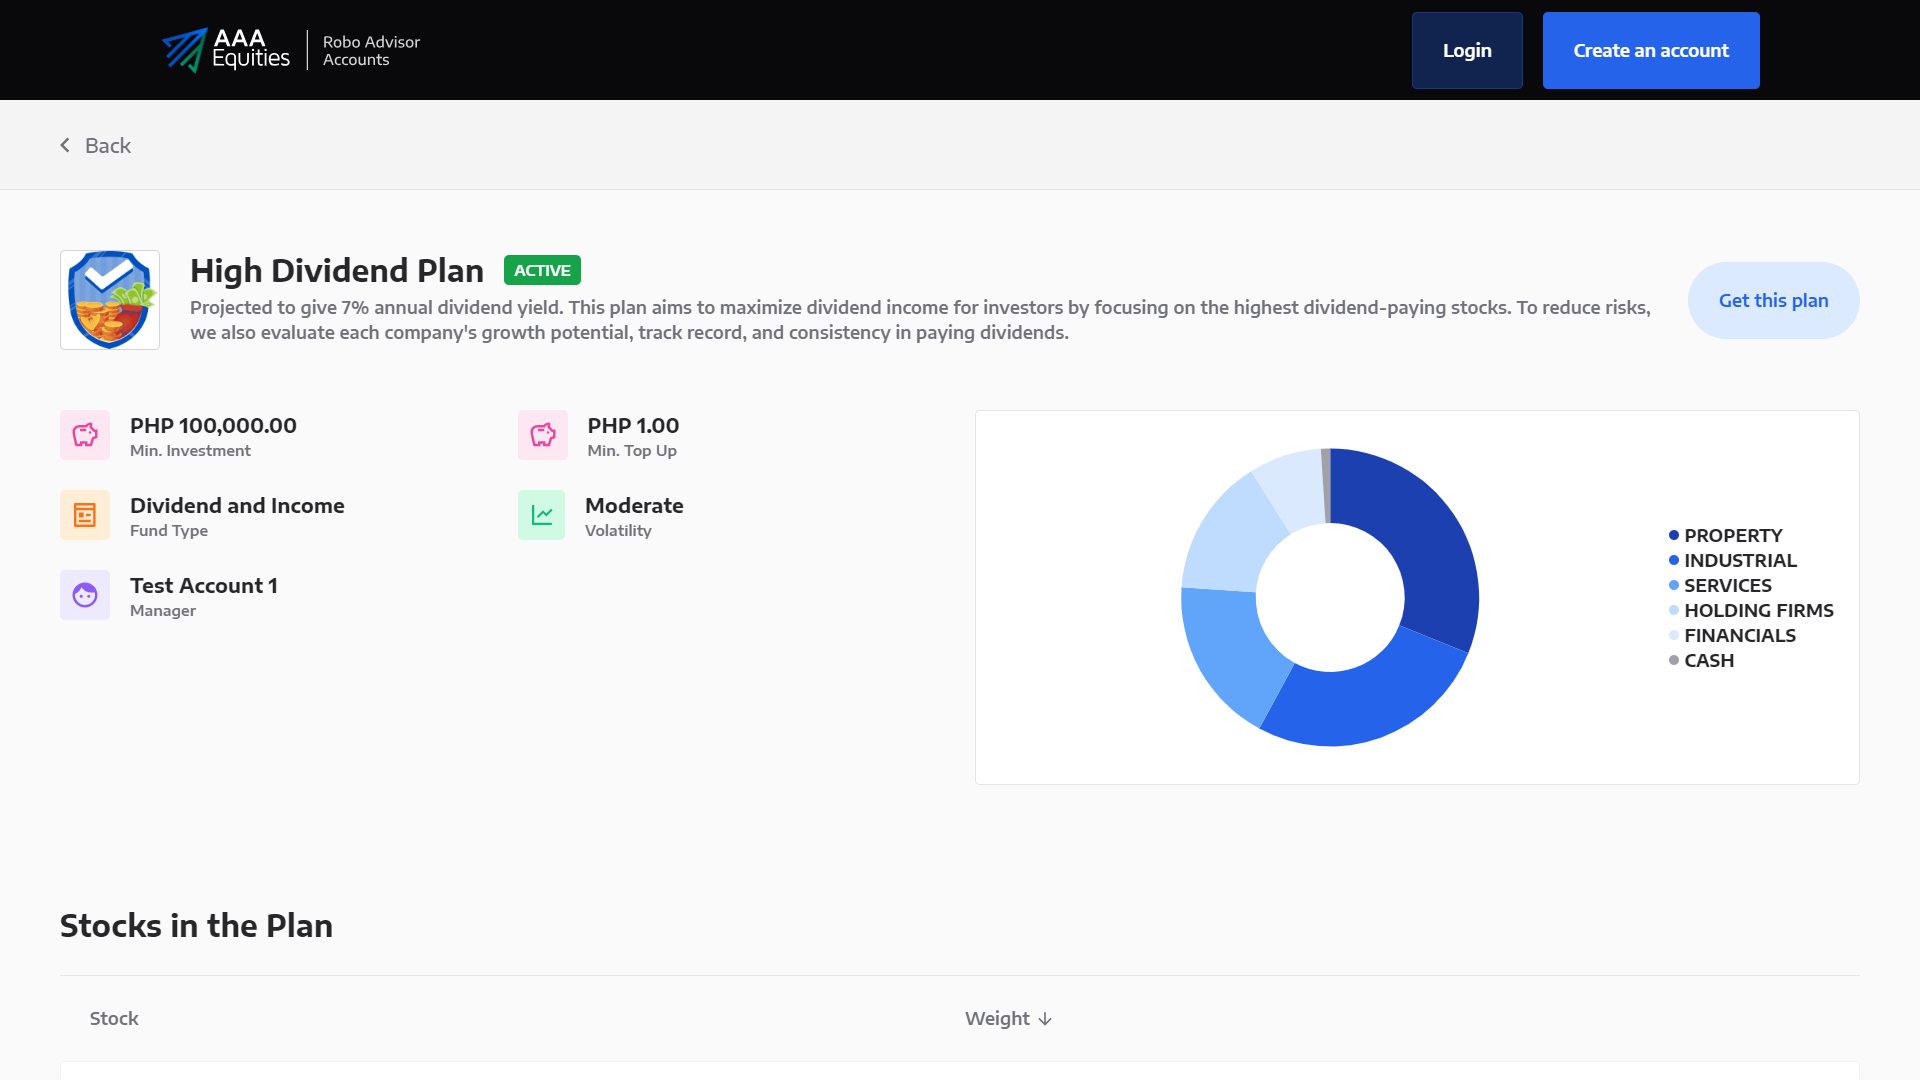 AAA
Equities
Robo Advisor
Accounts
Login
Create an account
Back
High Dividend Plan
ACTIVE
Projected to give 7% annual dividend yield. This plan aims to maximize dividend income for investors by focusing on the highest dividend-paying stocks. To reduce risks,
we also evaluate each company's growth potential, track record, and consistency in paying dividends.
Get this plan
PHP 100,000.00
Min. Investment
PHP 1.00
Min. Top Up
Dividend and Income
Fund Type
Moderate
Volatility
Test Account 1
Manager
PROPERTY
INDUSTRIAL
SERVICES
HOLDING FIRMS
FINANCIALS
CASH
Stocks in the Plan
Stock
Weight